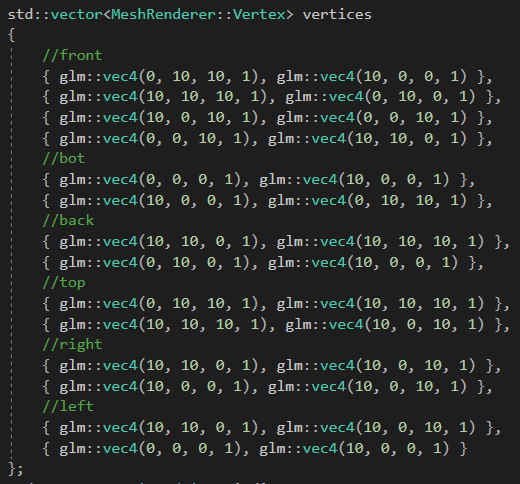 std::vector<MeshRenderer::Vertex> vertices
{
    //front
    { glm::vec4(0, 10, 10, 1), glm::vec4(10, 0, 0, 1) },
    { glm::vec4(10, 10, 10, 1), glm::vec4(0, 10, 0, 1) },
    { glm::vec4(10, 0, 10, 1), glm::vec4(0, 0, 10, 1) },
    { glm::vec4(0, 0, 10, 1), glm::vec4(10, 10, 0, 1) },
    //bot
    { glm::vec4(0, 0, 0, 1), glm::vec4(10, 0, 0, 1) },
    { glm::vec4(10, 0, 0, 1), glm::vec4(0, 10, 10, 1) },
    //back
    { glm::vec4(10, 10, 0, 1), glm::vec4(10, 10, 10, 1) },
    { glm::vec4(0, 10, 0, 1), glm::vec4(10, 0, 0, 1) },
    //top
    { glm::vec4(0, 10, 10, 1), glm::vec4(10, 10, 10, 1) },
    { glm::vec4(10, 10, 10, 1), glm::vec4(10, 0, 10, 1) },
    //right
    { glm::vec4(10, 10, 0, 1), glm::vec4(10, 0, 10, 1) },
    { glm::vec4(10, 0, 0, 1), glm::vec4(10, 0, 10, 1) },
    //left
    { glm::vec4(10, 10, 0, 1), glm::vec4(10, 0, 10, 1) },
    { glm::vec4(0, 0, 0, 1), glm::vec4(10, 0, 0, 1) }
};